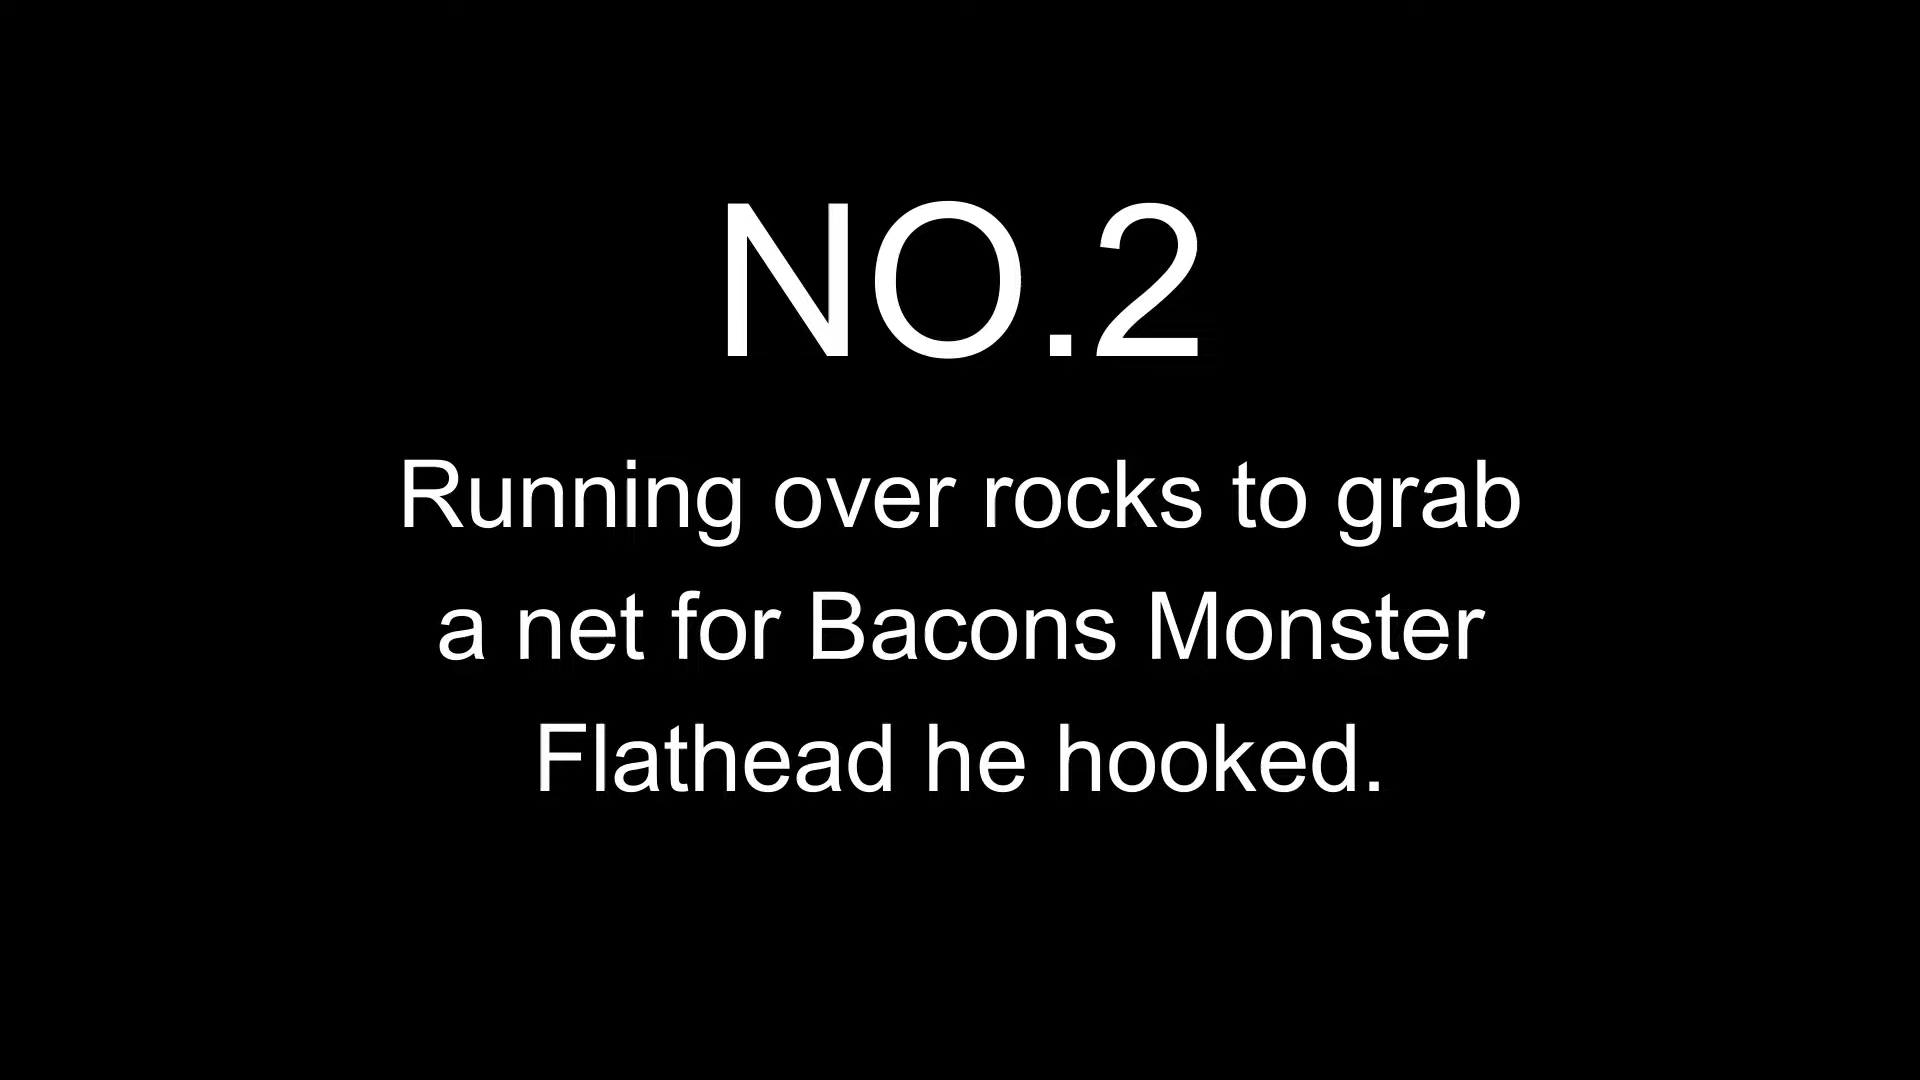 NO.2
Running over rocks to grab
a net for Bacons Monster
Flathead he hooked.